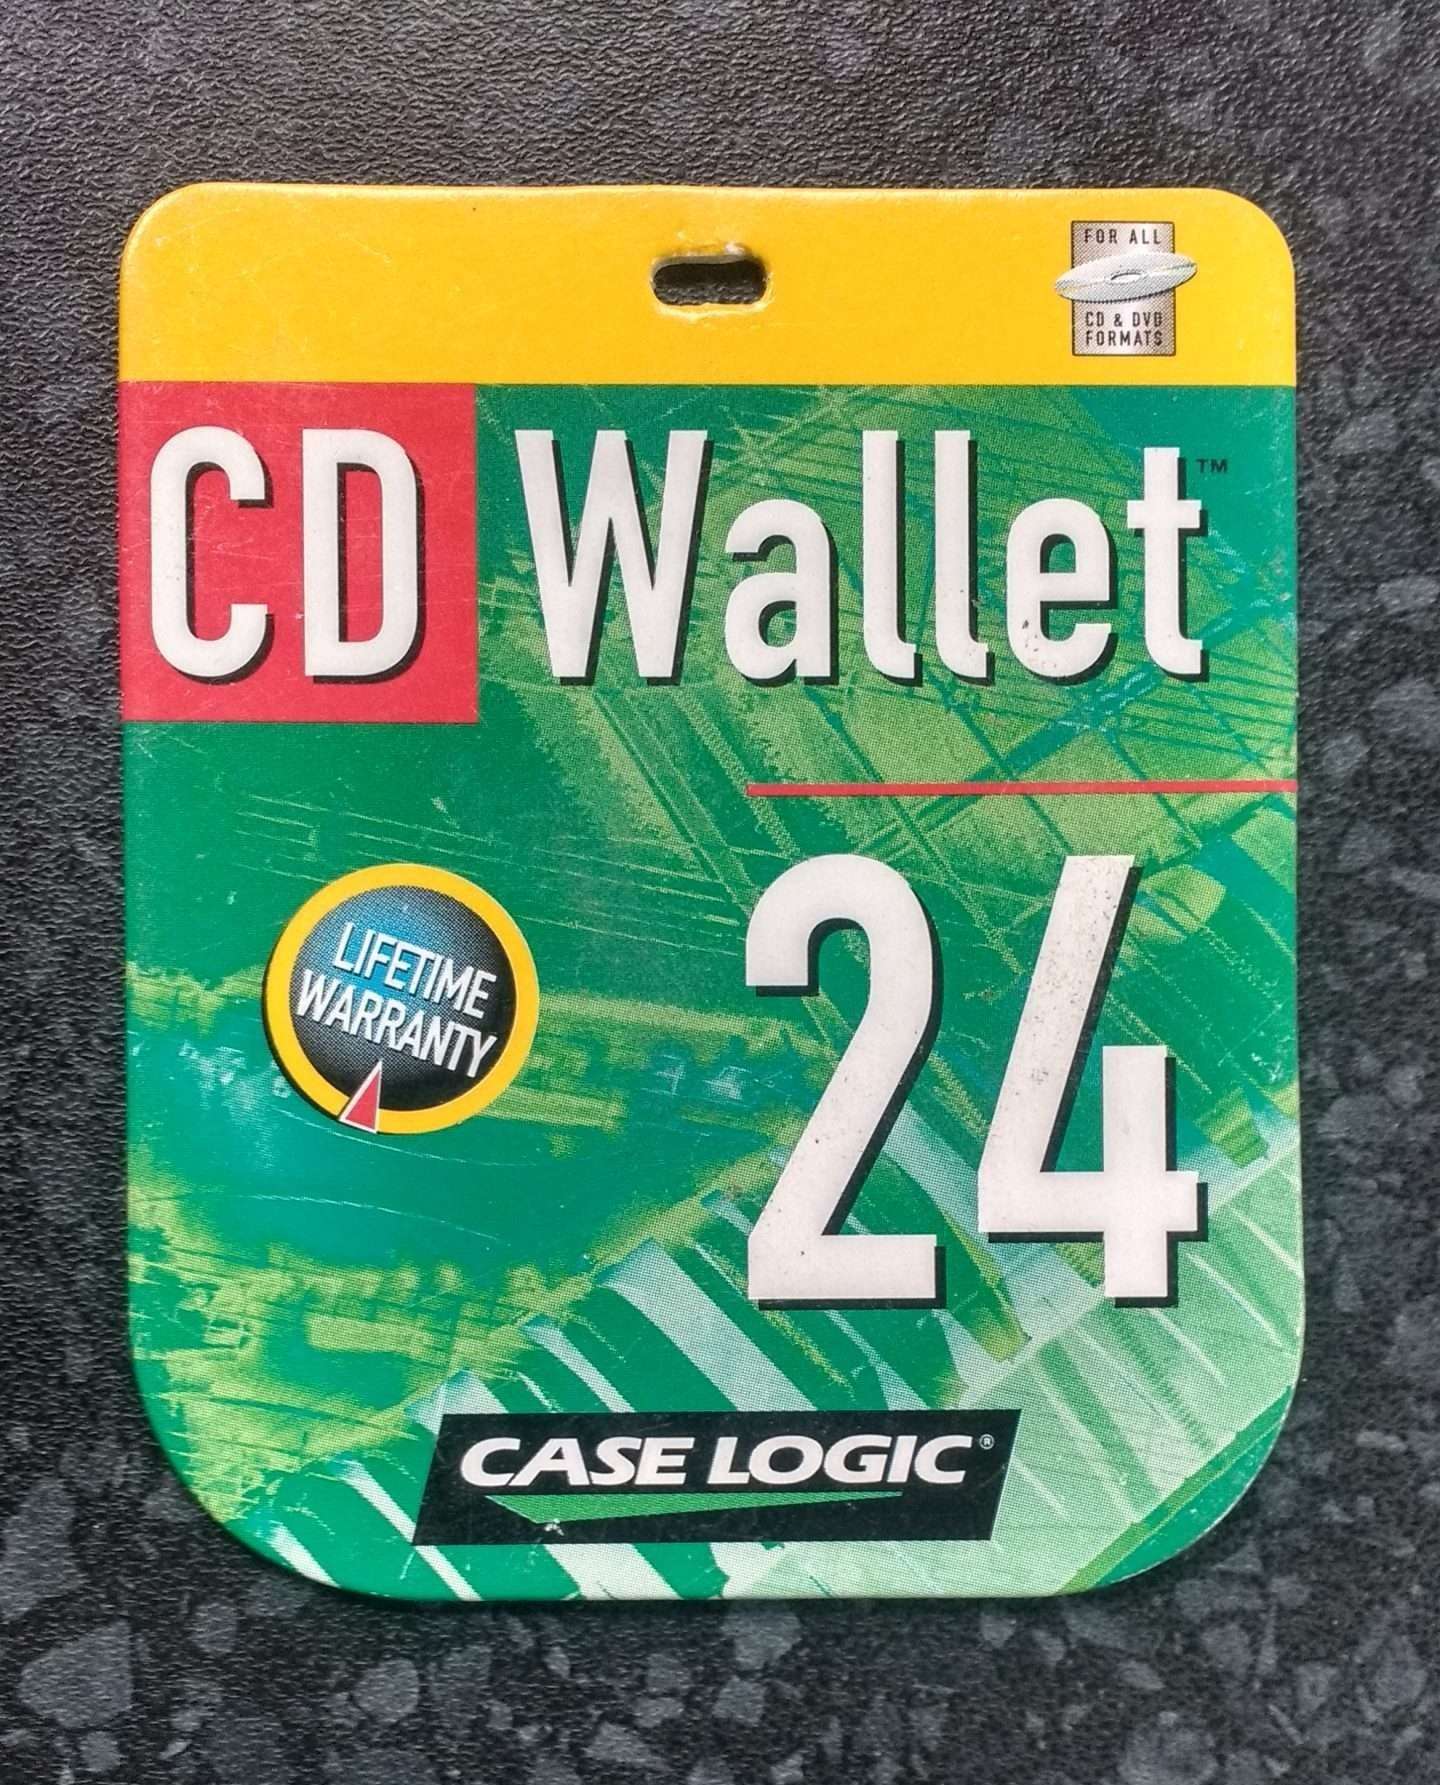 FOR ALL
CD & DVD
FORMATS
CD Wallet™
LIFETIME
WARRANTY
24
CASE LOGIC®